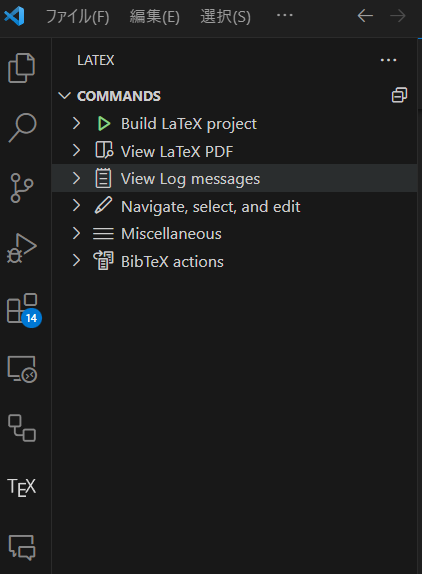 ファイル(F) 編集(E) 選択(S) ···
LATEX ···
COMMANDS
Build LaTeX project
View LaTeX PDF
View Log messages
Navigate, select, and edit
Miscellaneous
BibTeX actions
14
TEX